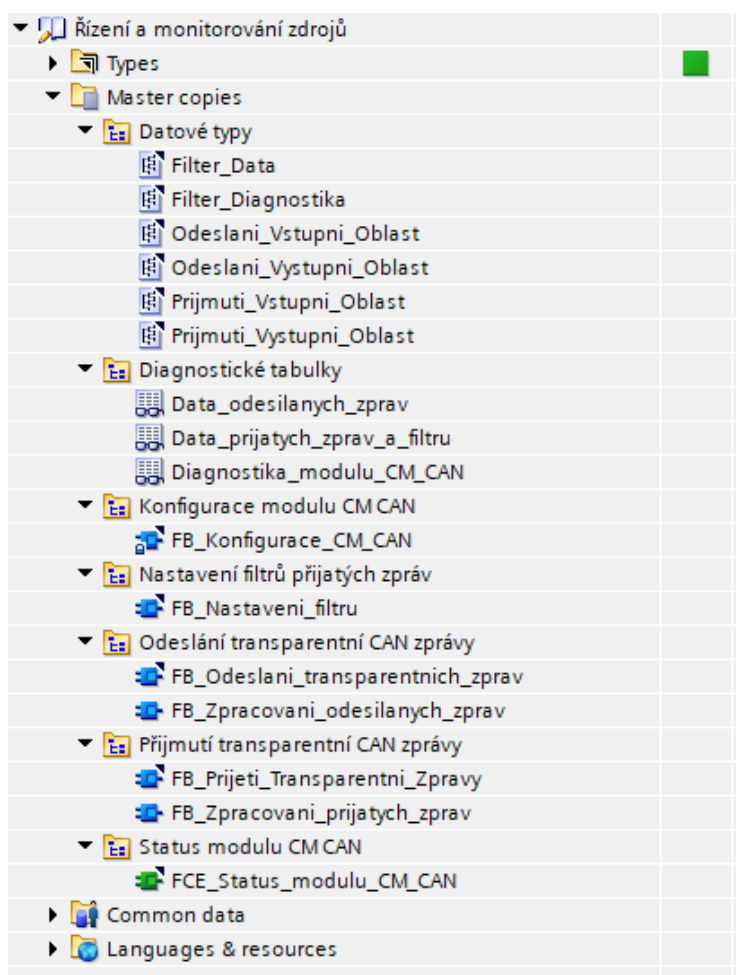 Řízení a monitorování zdrojů
Types
Master copies
Datové typy
Filter_Data
Filter_Diagnostika
Odeslani_Vstupni_Oblast
Odeslani_Vystupni_Oblast
Prijmuti_Vstupni_Oblast
Prijmuti_Vystupni_Oblast
Diagnostické tabulky
Data_odesilanych_zprav
Data_prijatych_zprav_a_filtru
Diagnostika_modulu_CM_CAN
Konfigurace modulu CM CAN
FB_Konfigurace_CM_CAN
Nastavení filtrů přijatých zpráv
FB_Nastaveni_filtru
Odeslání transparentní CAN zprávy
FB_Odeslani_transparentnich_zprav
FB_Zpracovani_odesilanych_zprav
Přijmutí transparentní CAN zprávy
FB_Prijeti_Transparentni_Zpravy
FB_Zpracovani_prijatych_zprav
Status modulu CM CAN
FCE_Status_modulu_CM_CAN
Common data
Languages & resources